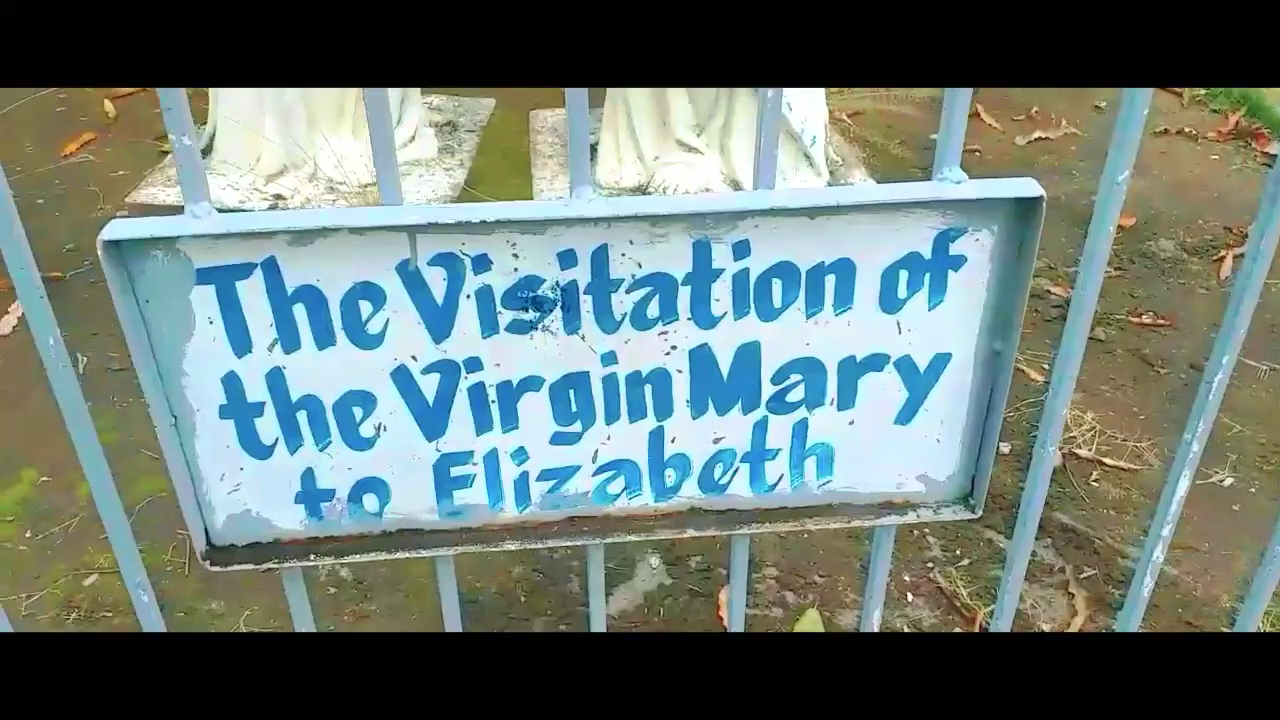 The Visitation of
the Virgin Mary
to Elizabeth